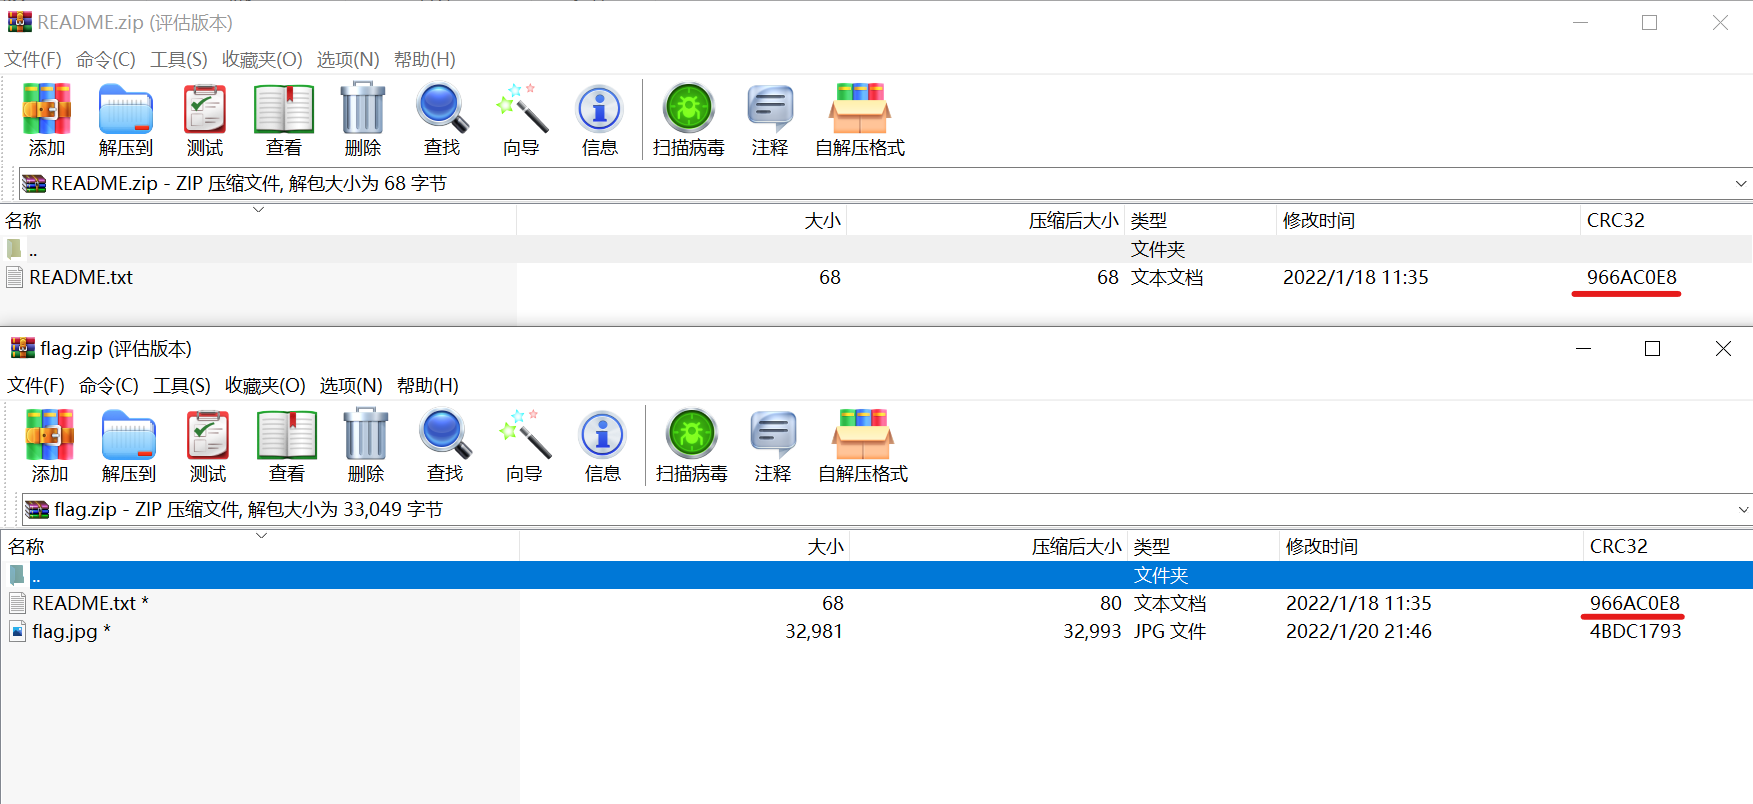 README.zip (评估版本)
文件(F) 命令(C) 工具(S) 收藏夹(O) 选项(N) 帮助(H)
添加 解压到 测试 查看 删除 查找 向导 信息 扫描病毒 注释 自解压格式
README.zip - ZIP 压缩文件, 解包大小为 68 字节
名称 大小 压缩后大小 类型 修改时间 CRC32
.. 文件夹
README.txt 68 68 文本文档 2022/1/18 11:35 966AC0E8
flag.zip (评估版本)
文件(F) 命令(C) 工具(S) 收藏夹(O) 选项(N) 帮助(H)
添加 解压到 测试 查看 删除 查找 向导 信息 扫描病毒 注释 自解压格式
flag.zip - ZIP 压缩文件, 解包大小为 33,049 字节
名称 大小 压缩后大小 类型 修改时间 CRC32
.. 文件夹
README.txt * 68 80 文本文档 2022/1/18 11:35 966AC0E8
flag.jpg * 32,981 32,993 JPG 文件 2022/1/20 21:46 4BDC1793